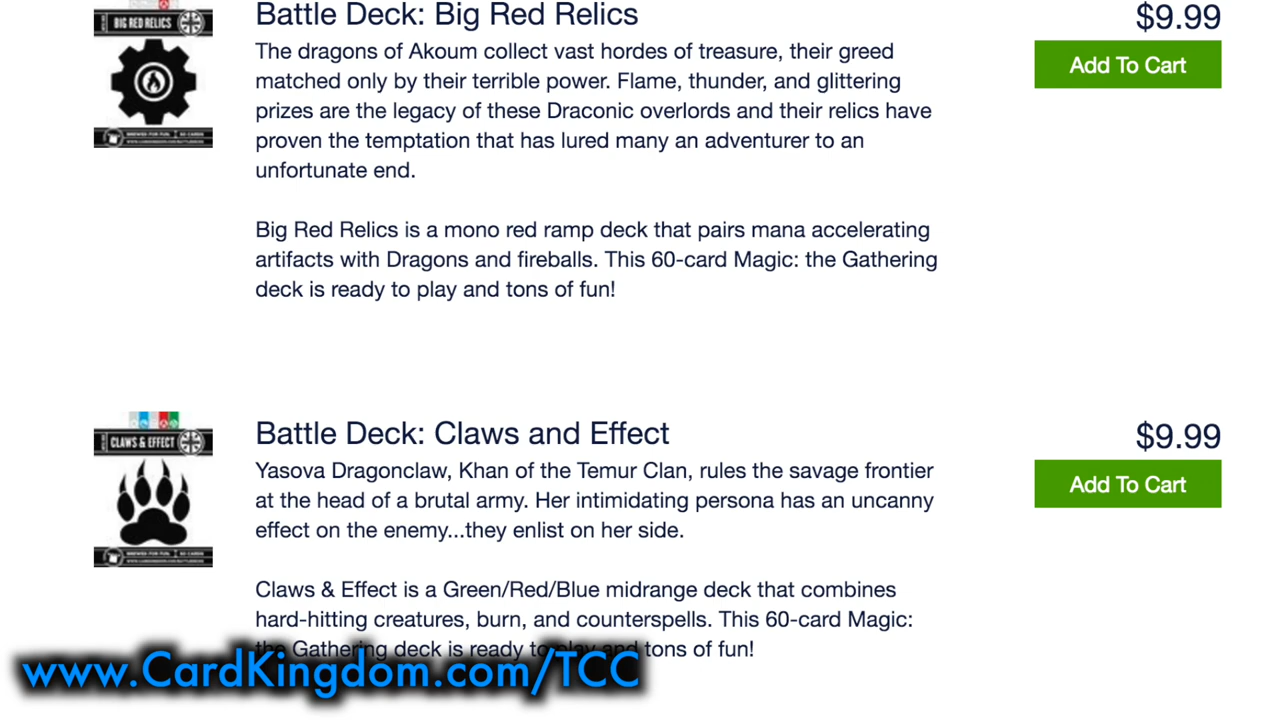 BIG RED RELICS
Battle Deck: Big Red Relics
$9.99
The dragons of Akoum collect vast hordes of treasure, their greed
matched only by their terrible power. Flame, thunder, and glittering
prizes are the legacy of these Draconic overlords and their relics have
proven the temptation that has lured many an adventurer to an
unfortunate end.
Add To Cart
Big Red Relics is a mono red ramp deck that pairs mana accelerating
artifacts with Dragons and fireballs. This 60-card Magic: the Gathering
deck is ready to play and tons of fun!
CLAWS & EFFECT
Battle Deck: Claws and Effect
$9.99
Yasova Dragonclaw, Khan of the Temur Clan, rules the savage frontier
at the head of a brutal army. Her intimidating persona has an uncanny
effect on the enemy...they enlist on her side.
Add To Cart
Claws & Effect is a Green/Red/Blue midrange deck that combines
hard-hitting creatures, burn, and counterspells. This 60-card Magic:
the Gathering deck is ready to play and tons of fun!
www.CardKingdom.com/TCC